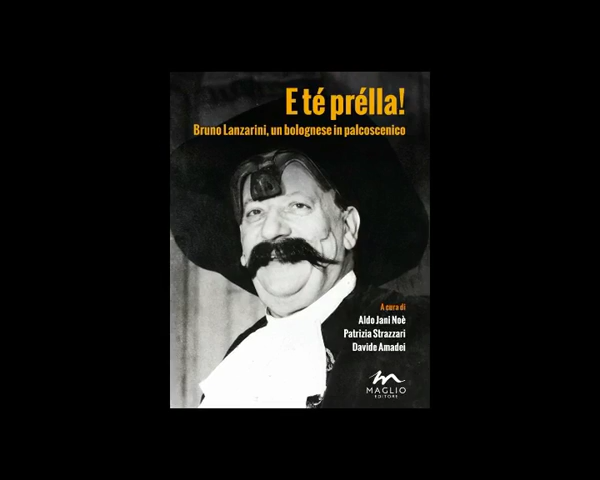 E té prélla!
Bruno Lanzarini, un bolognese in palcoscenico
A cura di
Aldo Jani Noè
Patrizia Strazzari
Davide Amadei
m
MAGLIO
EDITORE